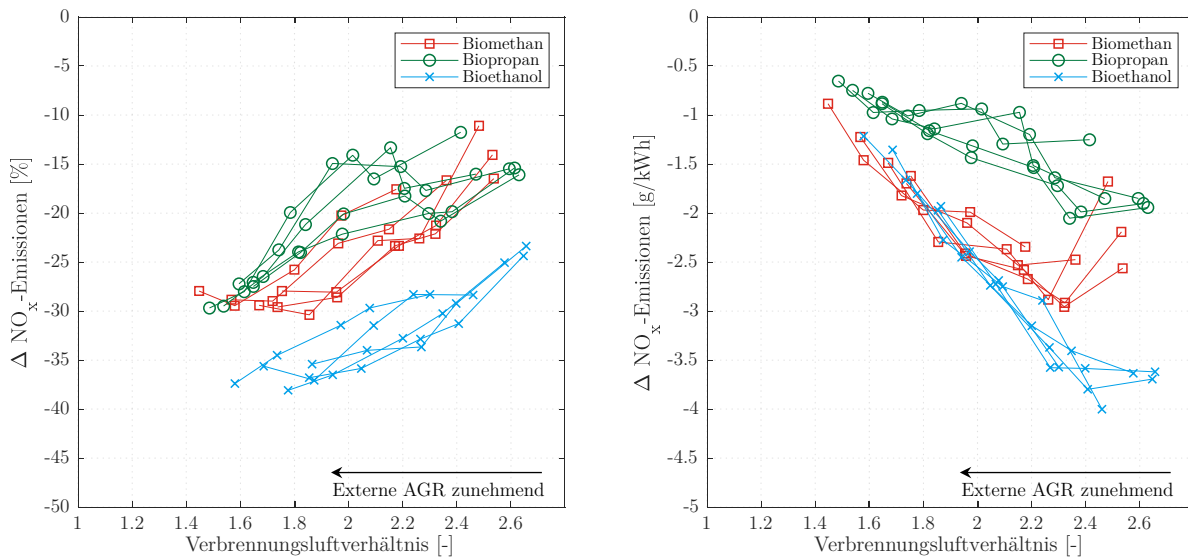 0
-5
-10
-15
-20
-25
-30
-35
-40
-45
-50
Δ NOx-Emissionen [%]
Biomethan
Biopropan
Bioethanol
Externe AGR zunehmend
1 1.2 1.4 1.6 1.8 2 2.2 2.4 2.6
Verbrennungsluftverhältnis [-]
0
-0.5
-1
-1.5
-2
-2.5
-3
-3.5
-4
-4.5
-5
Δ NOx-Emissionen [g/kWh]
Biomethan
Biopropan
Bioethanol
Externe AGR zunehmend
1 1.2 1.4 1.6 1.8 2 2.2 2.4 2.6
Verbrennungsluftverhältnis [-]